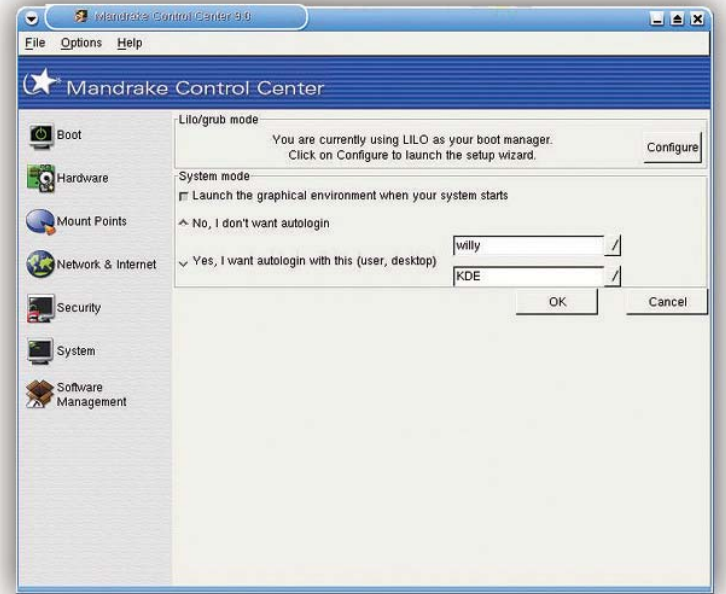 Mandrake Control Center 9.0
File Options Help
Mandrake Control Center
Boot
Hardware
Mount Points
Network & Internet
Security
System
Software
Management
Lilo/grub mode
You are currently using LILO as your boot manager.
Click on Configure to launch the setup wizard.
Configure
System mode
Launch the graphical environment when your system starts
No, I don't want autologin
Yes, I want autologin with this (user, desktop)
willy
KDE
OK Cancel